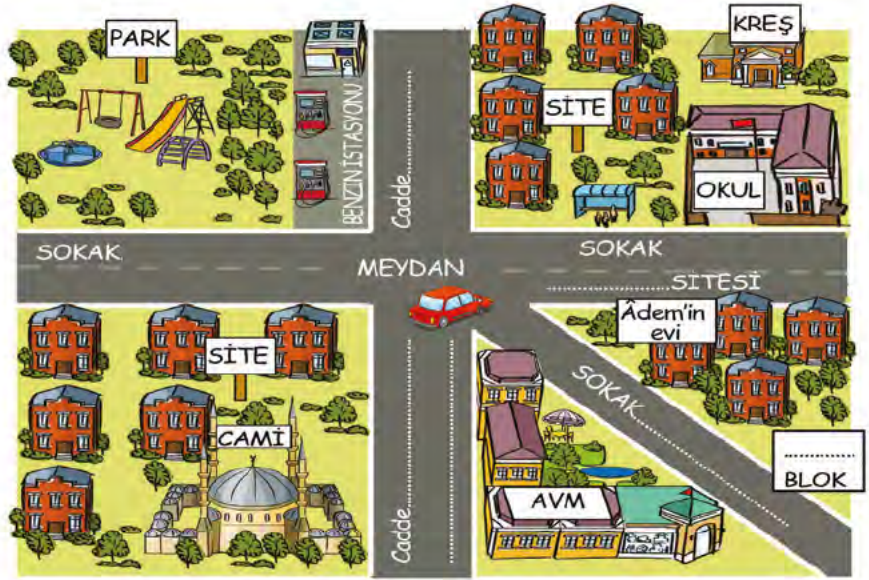 PARK
BENZİN İSTASYONU
Cadde................
SİTE
KREŞ
OKUL
SOKAK
MEYDAN
SOKAK
.......................SİTESİ
Âdem'in
evi
SİTE
CAMİ
Cadde................
SOKAK................
AVM
................
BLOK